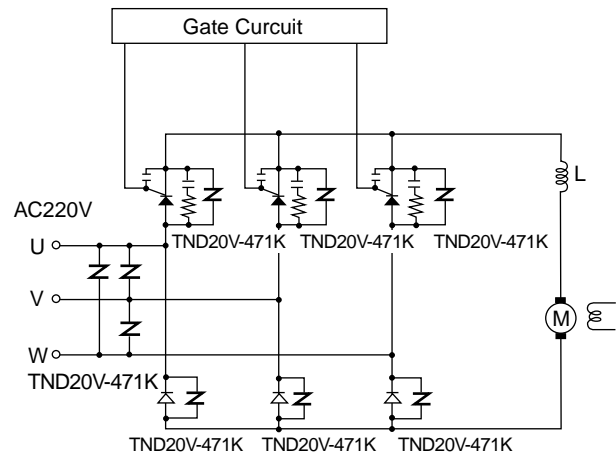 Gate Curcuit
L
AC220V
TND20V-471K TND20V-471K TND20V-471K
U
V
M
W
TND20V-471K
TND20V-471K TND20V-471K TND20V-471K